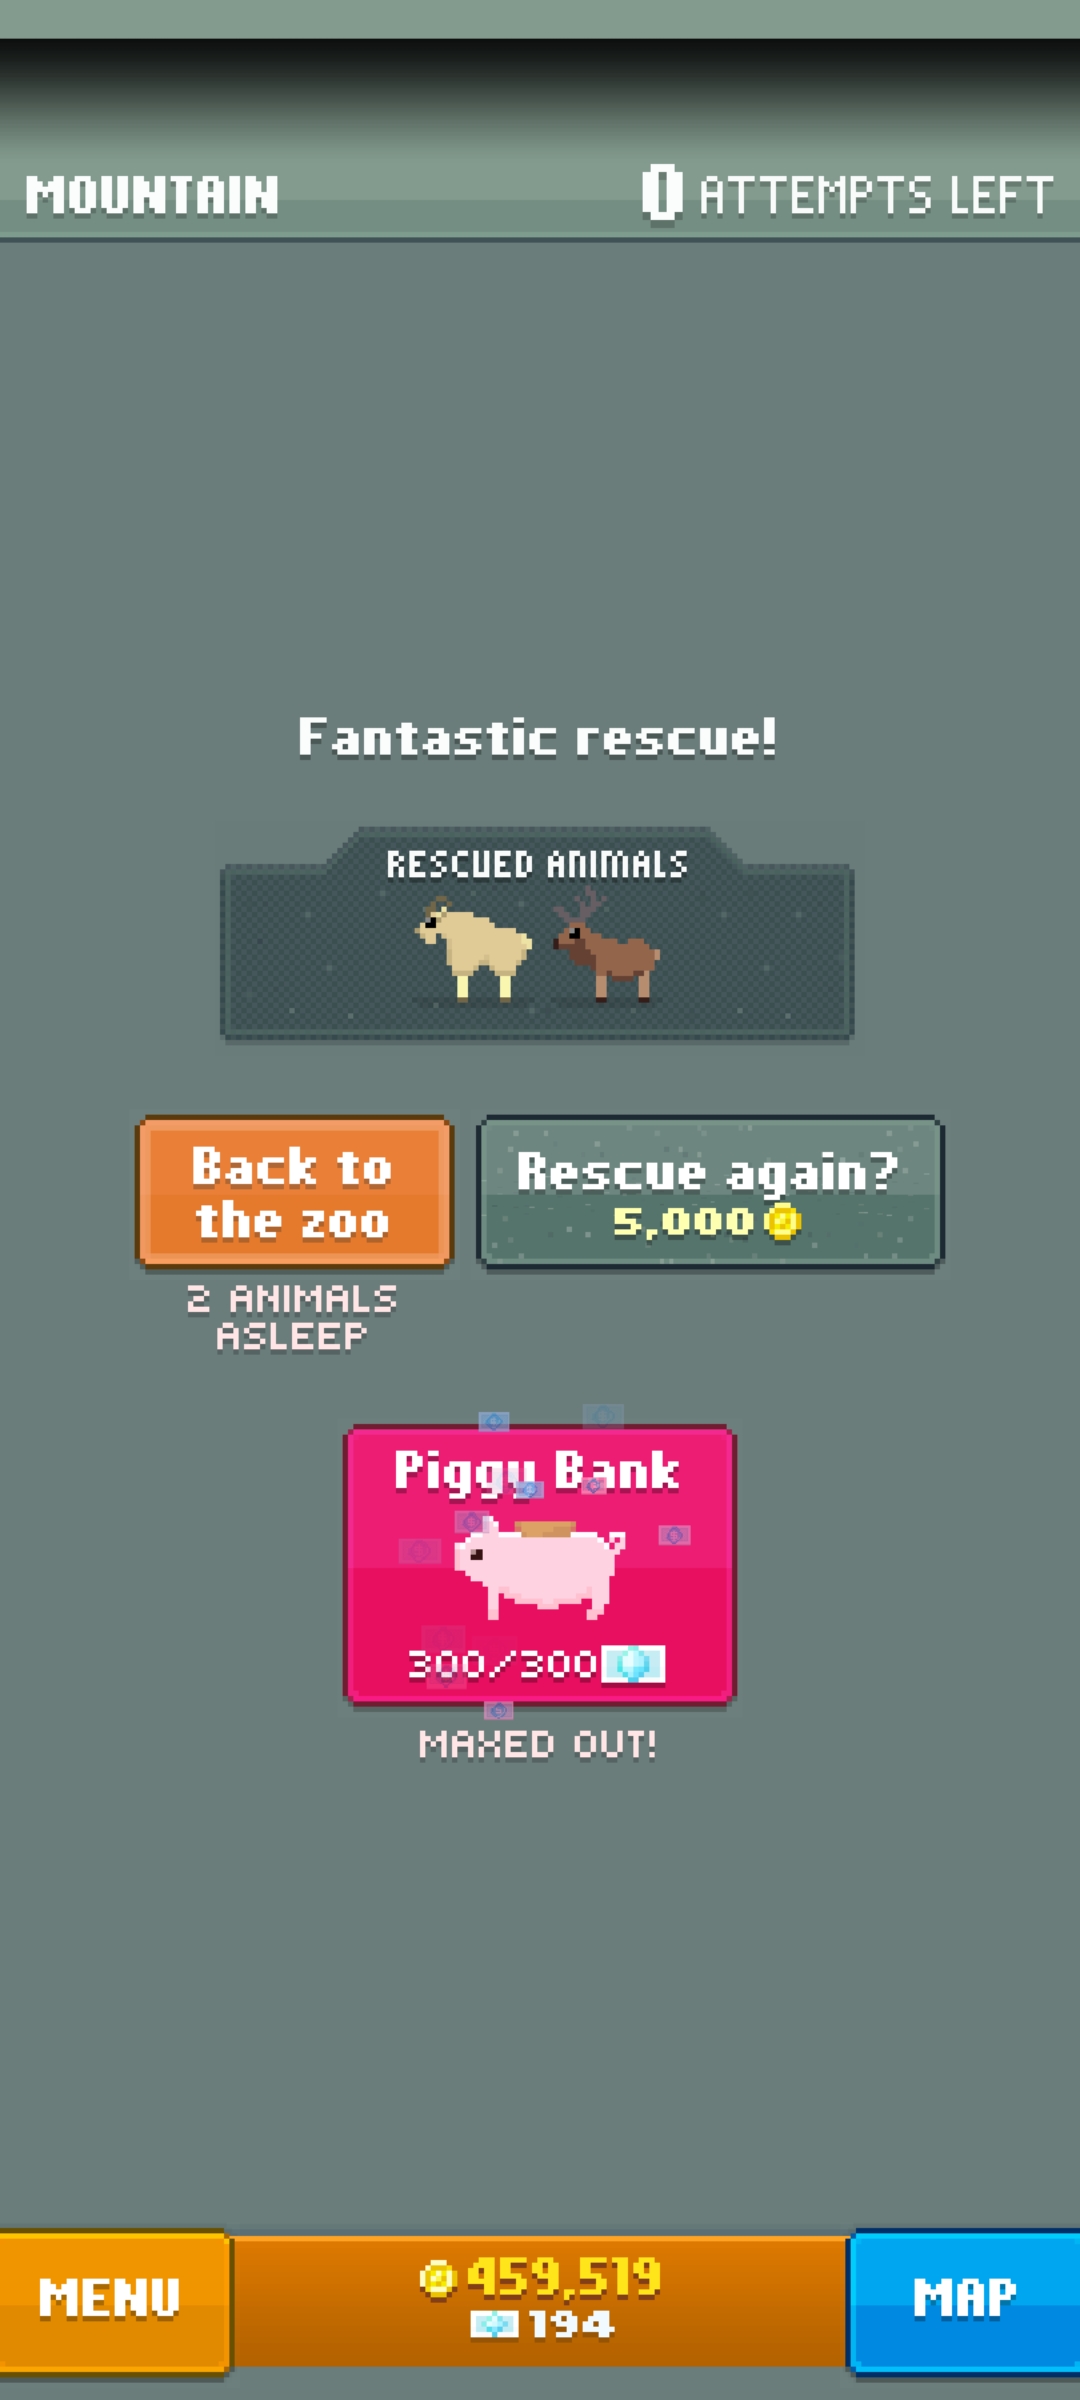 MOUNTAIN
0 ATTEMPTS LEFT
Fantastic rescue!
RESCUED ANIMALS
Back to
the zoo
Rescue again?
5,000
2 ANIMALS
ASLEEP
Piggy Bank
300/300
MAXED OUT!
MENU
459,519
194
MAP